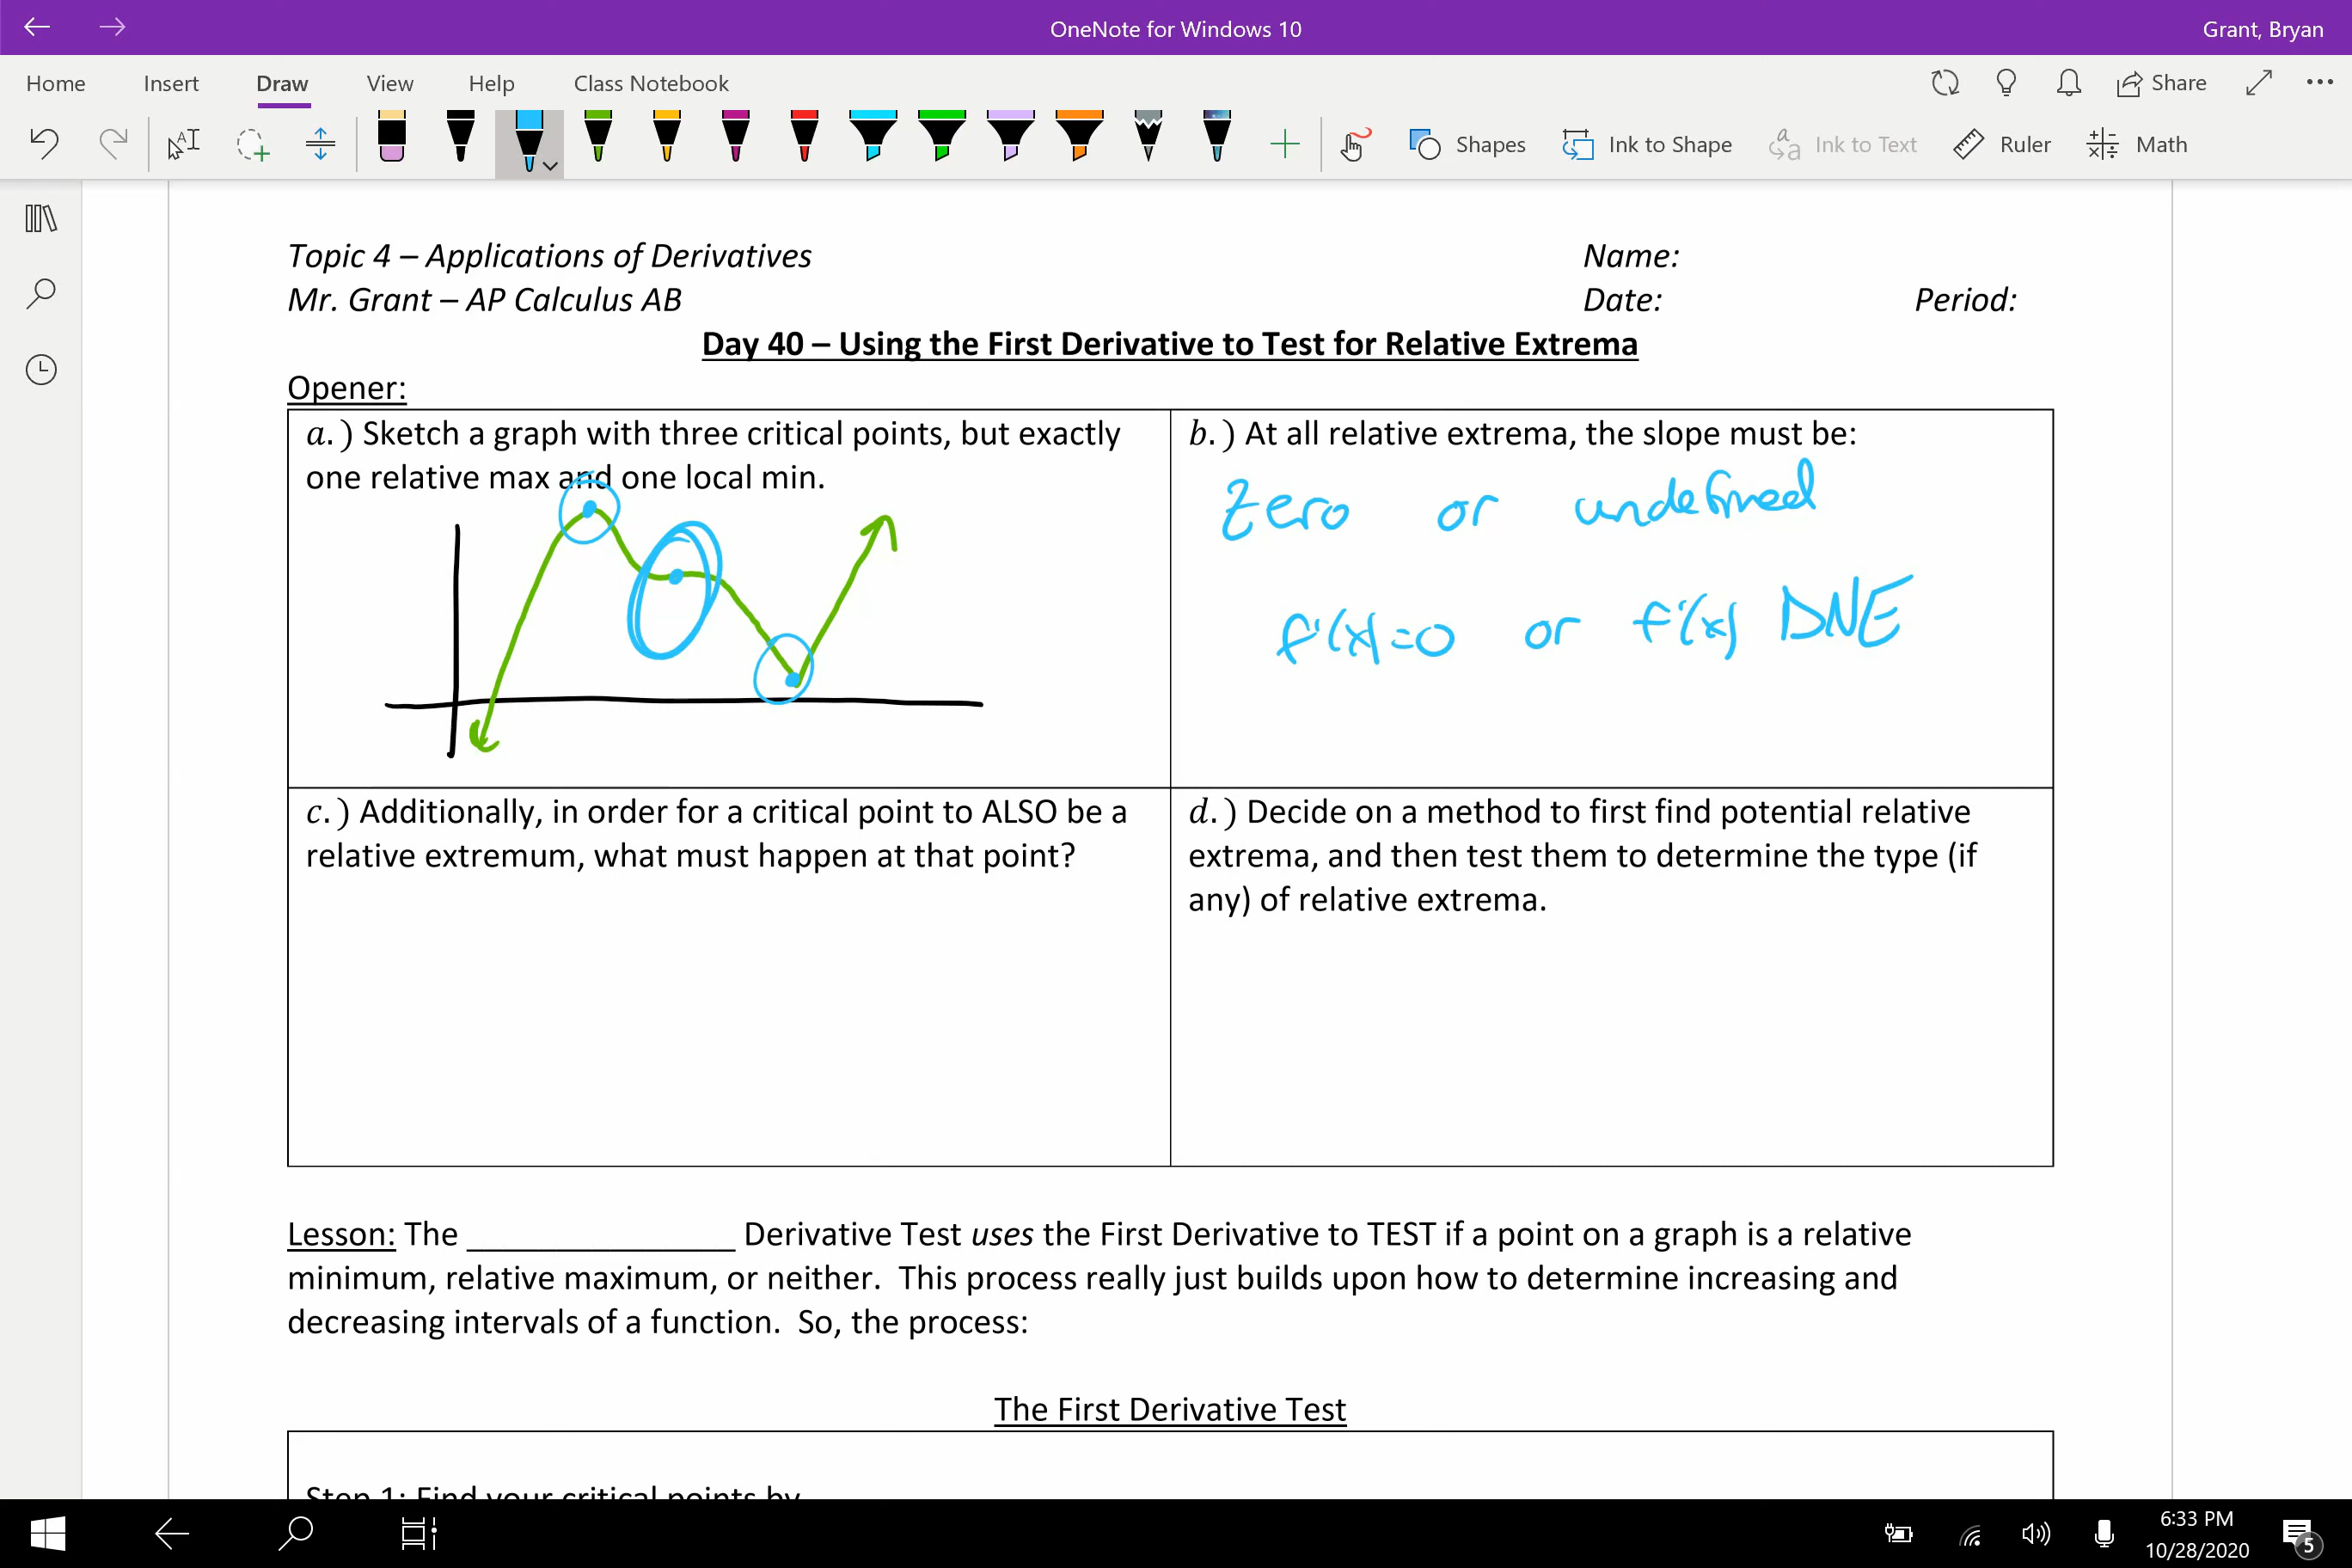 OneNote for Windows 10
Grant, Bryan
Home Insert Draw View Help Class Notebook
Share
Shapes Ink to Shape Ink to Text Ruler Math
Topic 4 – Applications of Derivatives Name:
Mr. Grant – AP Calculus AB Date: Period:
Day 40 – Using the First Derivative to Test for Relative Extrema
Opener:
a.) Sketch a graph with three critical points, but exactly
one relative max and one local min.
b.) At all relative extrema, the slope must be:
zero or undefined
f'(x)=0 or f'(x) DNE
c.) Additionally, in order for a critical point to ALSO be a
relative extremum, what must happen at that point?
d.) Decide on a method to first find potential relative
extrema, and then test them to determine the type (if
any) of relative extrema.
Lesson: The ________________ Derivative Test uses the First Derivative to TEST if a point on a graph is a relative
minimum, relative maximum, or neither. This process really just builds upon how to determine increasing and
decreasing intervals of a function. So, the process:
The First Derivative Test
Step 1: Find your critical points by
6:33 PM
10/28/2020
5